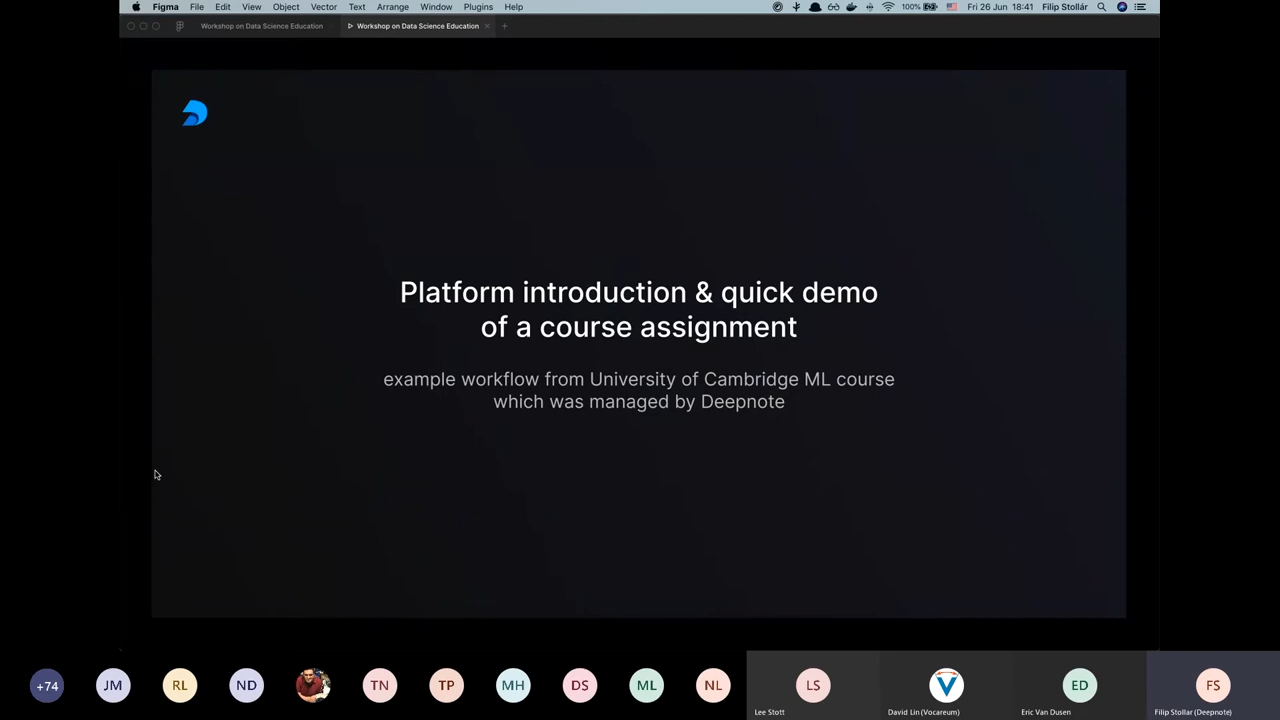 Figma File Edit View Object Vector Text Arrange Window Plugins Help 100% Fri 26 Jun 18:41 Filip Stollár
Workshop on Data Science Education Workshop on Data Science Education
Platform introduction & quick demo
of a course assignment
example workflow from University of Cambridge ML course
which was managed by Deepnote
+74 JM RL ND TN TP MH DS ML NL LS V ED FS
Lee Stott David Lin (Vocareum) Eric Van Dusen Filip Stollar (Deepnote)